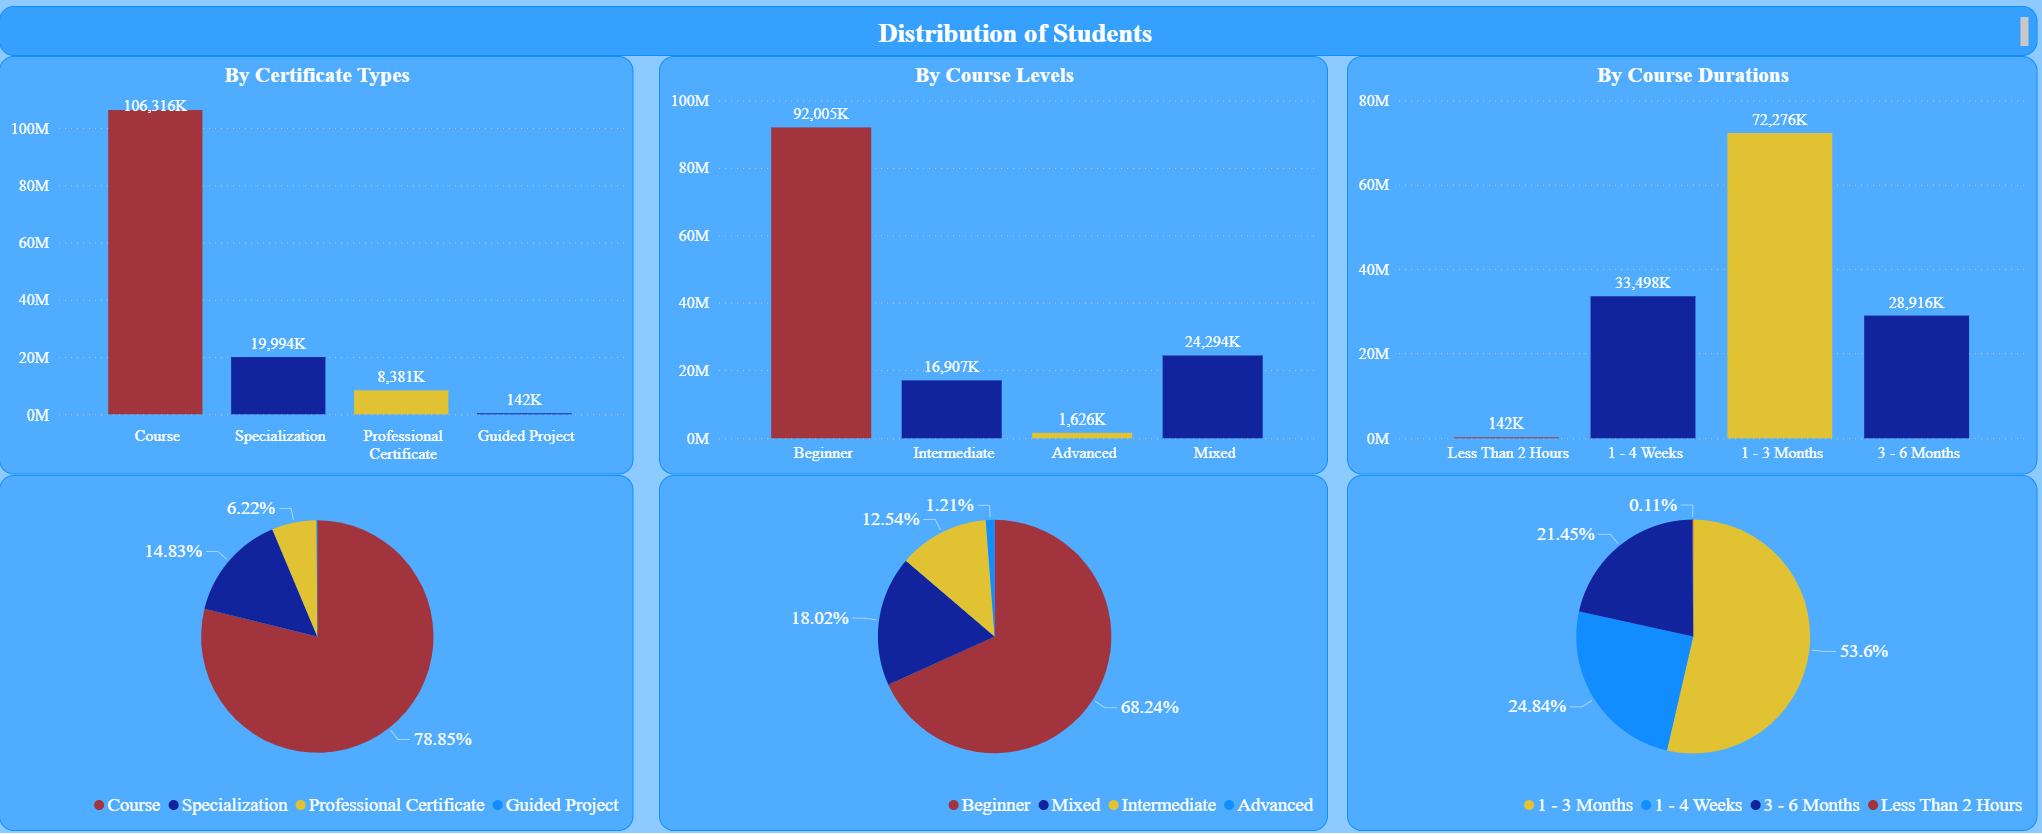 Distribution of Students
By Certificate Types
106,316K
100M
80M
60M
40M
20M
0M
19,994K
8,381K
142K
Course
Specialization
Professional
Certificate
Guided Project
By Course Levels
100M
80M
60M
40M
20M
0M
92,005K
16,907K
1,626K
24,294K
Beginner
Intermediate
Advanced
Mixed
By Course Durations
80M
60M
40M
20M
0M
142K
33,498K
72,276K
28,916K
Less Than 2 Hours
1 - 4 Weeks
1 - 3 Months
3 - 6 Months
6.22%
14.83%
78.85%
Course Specialization Professional Certificate Guided Project
1.21%
12.54%
18.02%
68.24%
Beginner Mixed Intermediate Advanced
0.11%
21.45%
53.6%
24.84%
1 - 3 Months 1 - 4 Weeks 3 - 6 Months Less Than 2 Hours